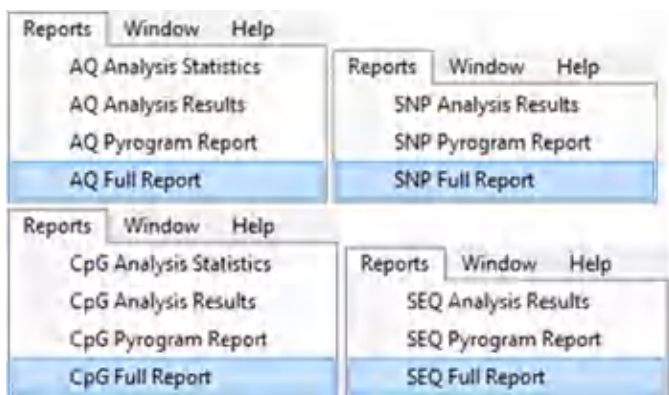 Reports Window Help
AQ Analysis Statistics
AQ Analysis Results
AQ Pyrogram Report
AQ Full Report
Reports Window Help
SNP Analysis Results
SNP Pyrogram Report
SNP Full Report
Reports Window Help
CpG Analysis Statistics
CpG Analysis Results
CpG Pyrogram Report
CpG Full Report
Reports Window Help
SEQ Analysis Results
SEQ Pyrogram Report
SEQ Full Report